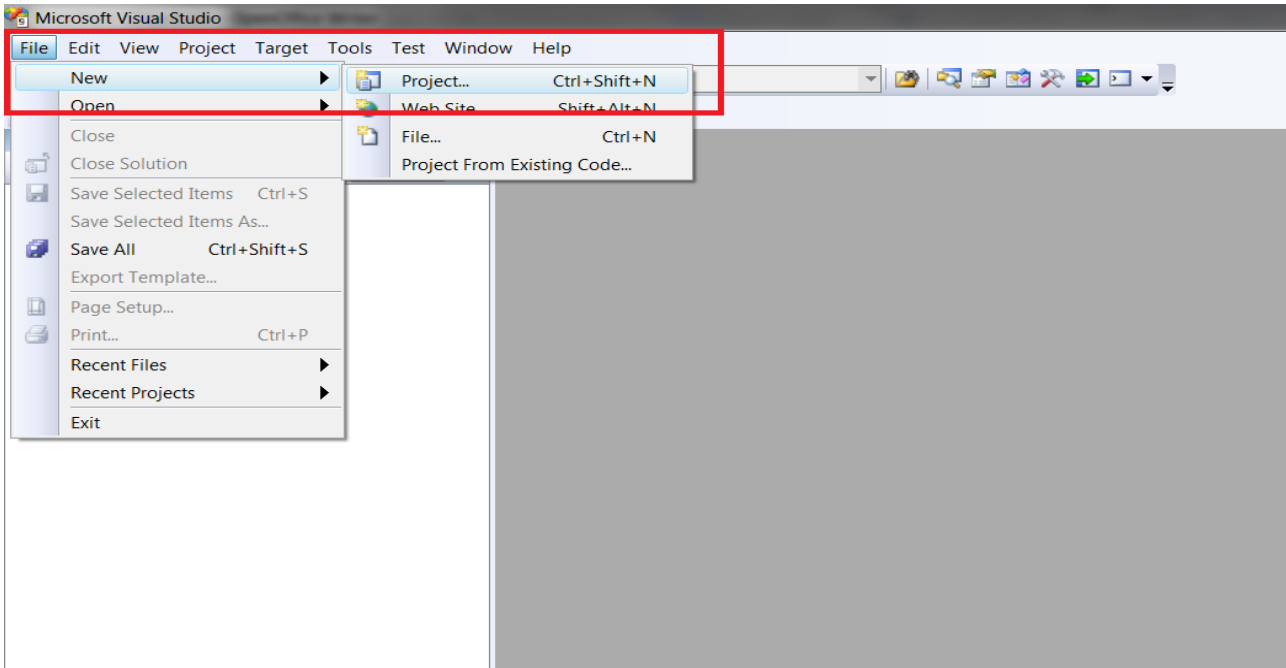 Microsoft Visual Studio
File Edit View Project Target Tools Test Window Help
New
Open
Close
Close Solution
Save Selected Items Ctrl+S
Save Selected Items As...
Save All Ctrl+Shift+S
Export Template...
Page Setup...
Print... Ctrl+P
Recent Files
Recent Projects
Exit
Project... Ctrl+Shift+N
Web Site... Shift+Alt+N
File... Ctrl+N
Project From Existing Code...